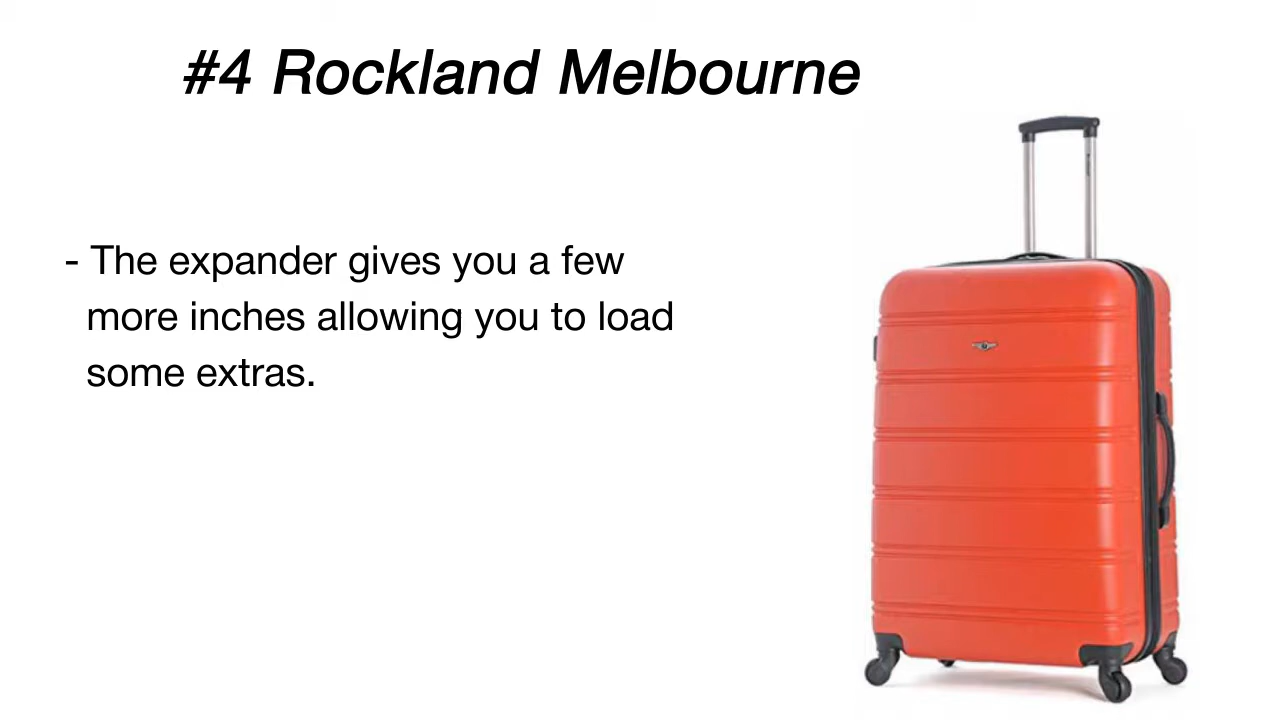 #4 Rockland Melbourne
- The expander gives you a few
more inches allowing you to load
some extras.